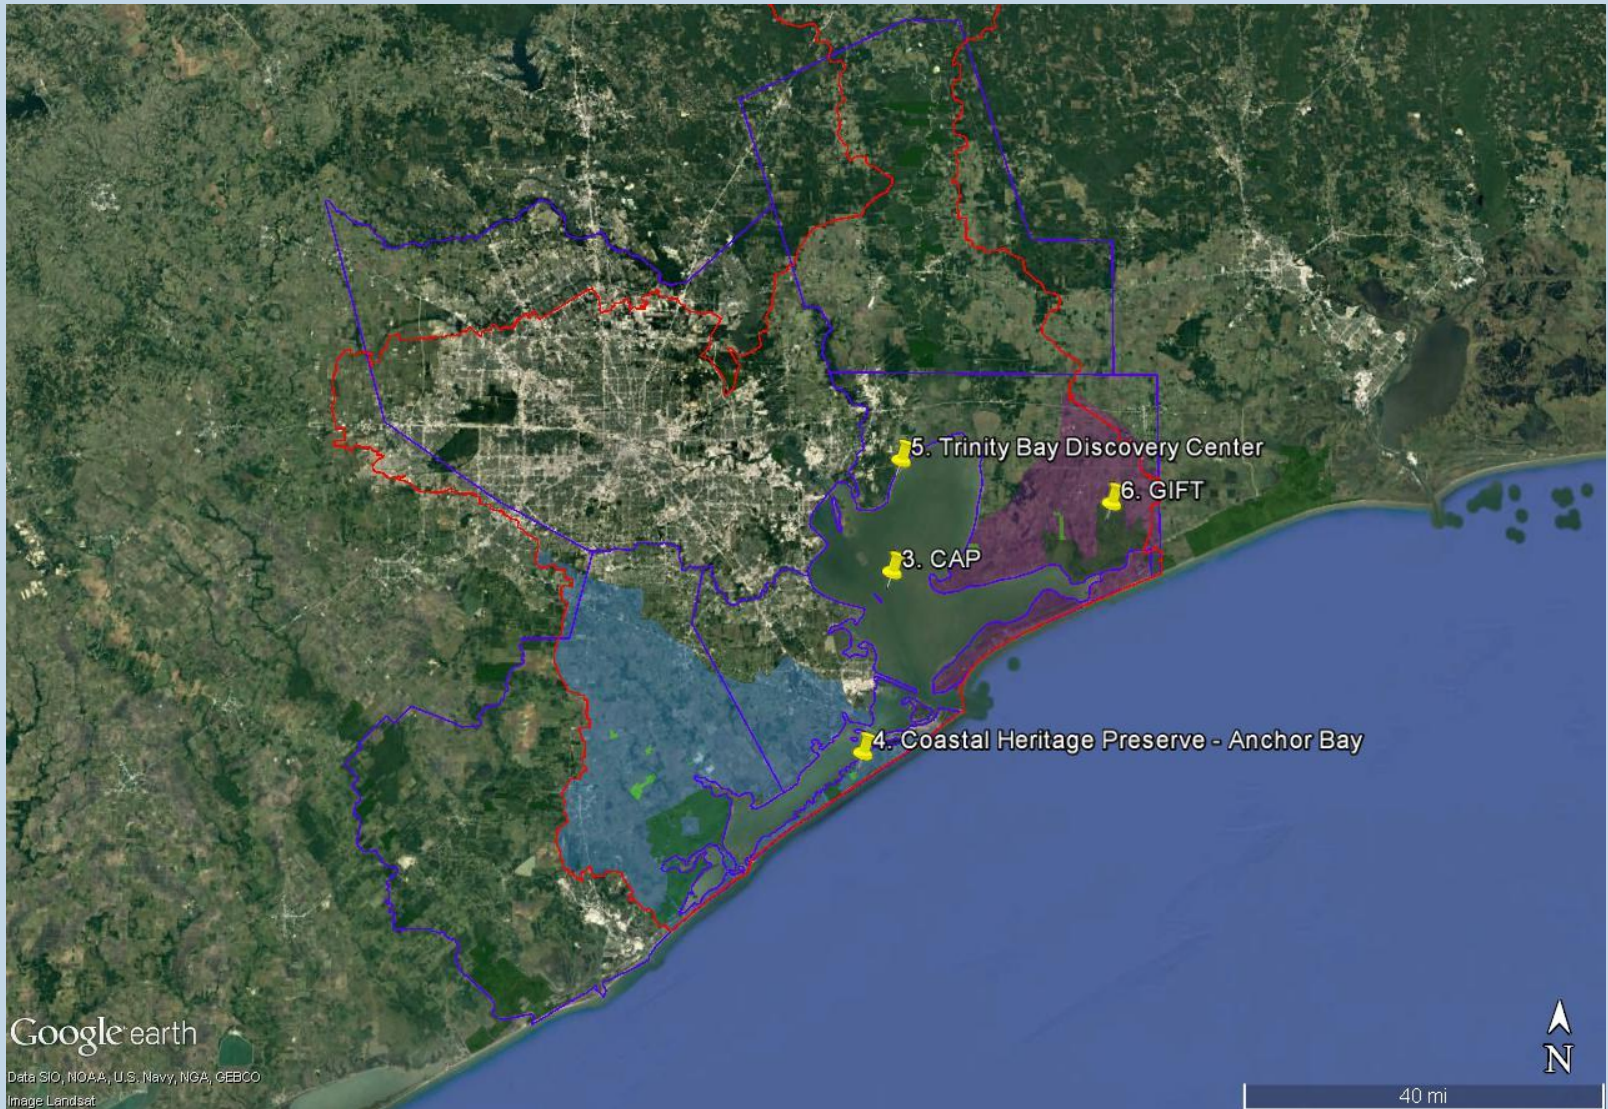 5. Trinity Bay Discovery Center
6. GIFT
3. CAP
4. Coastal Heritage Preserve - Anchor Bay
Google earth
N
Data SIO, NOAA, U.S. Navy, NGA, GEBCO
Image Landsat
40 mi